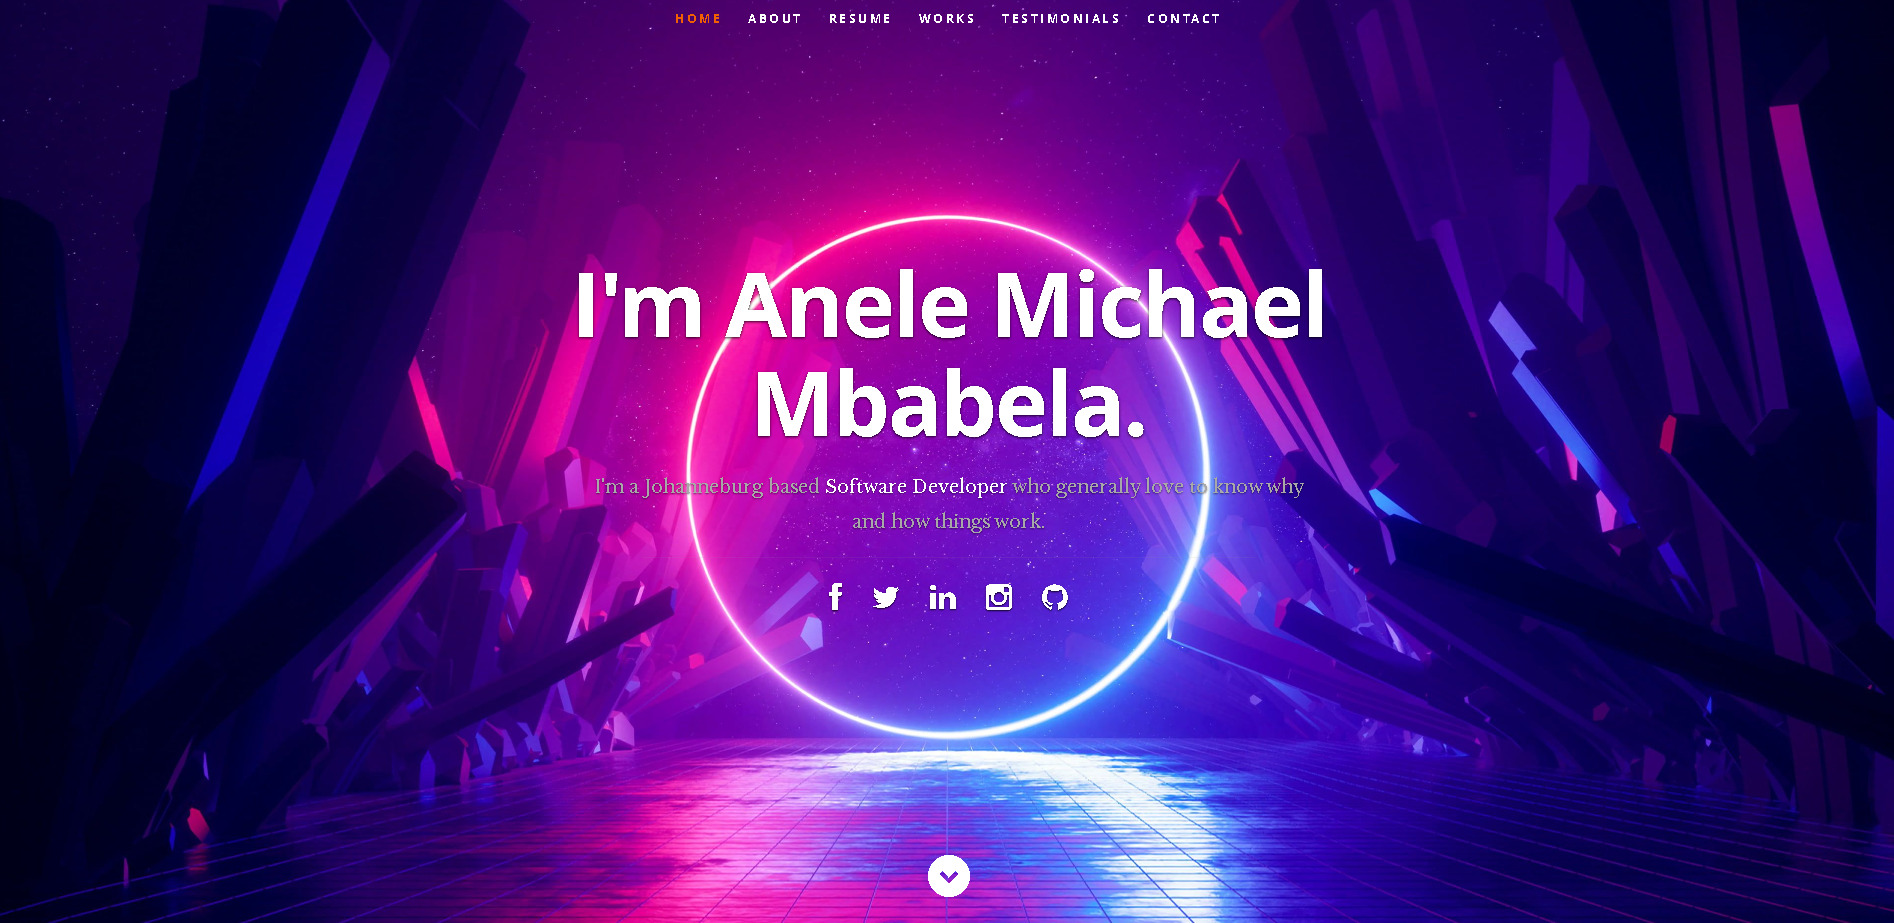 HOME ABOUT RESUME WORKS TESTIMONIALS CONTACT
I'm Anele Michael
Mbabela.
I'm a Johanneburg based Software Developer who generally love to know why
and how things work.